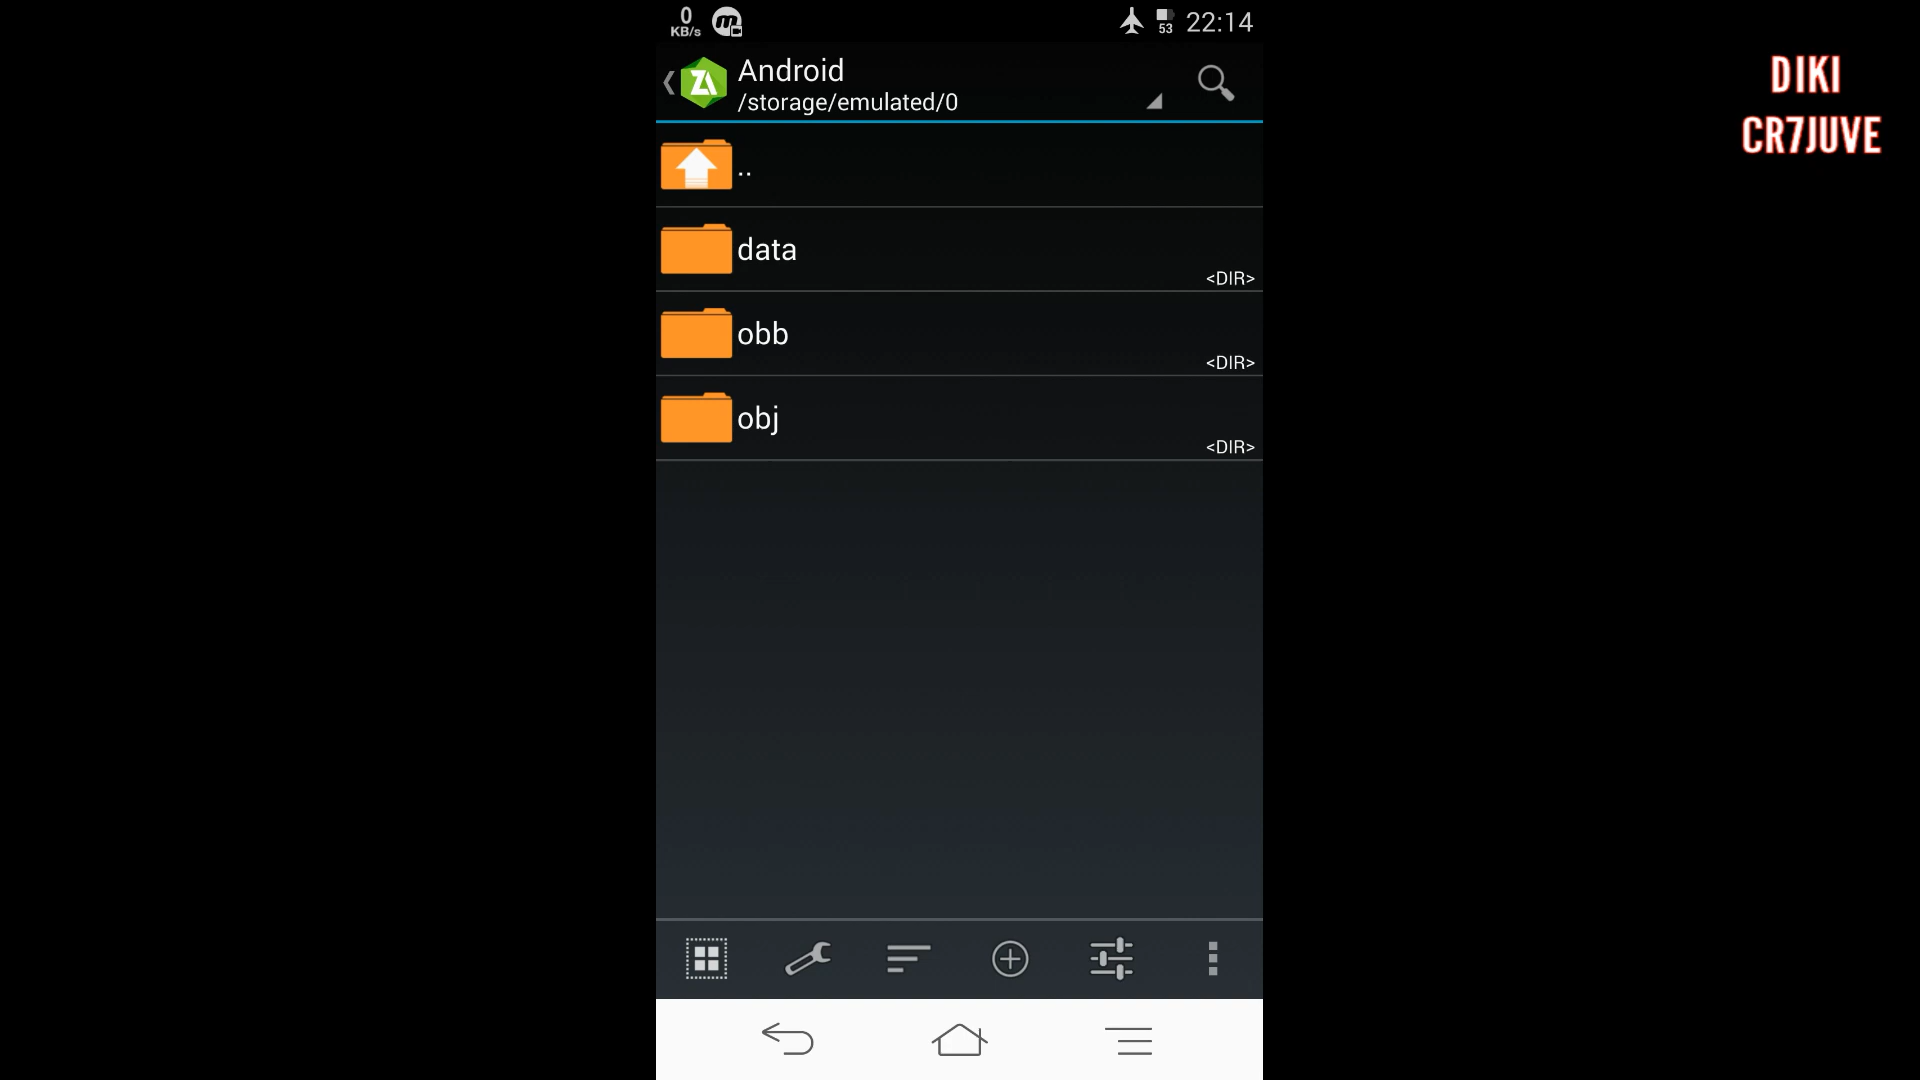 0
KB/s
53
22:14
Android
/storage/emulated/0
..
data
<DIR>
obb
<DIR>
obj
<DIR>
DIKI
CR7JUVE